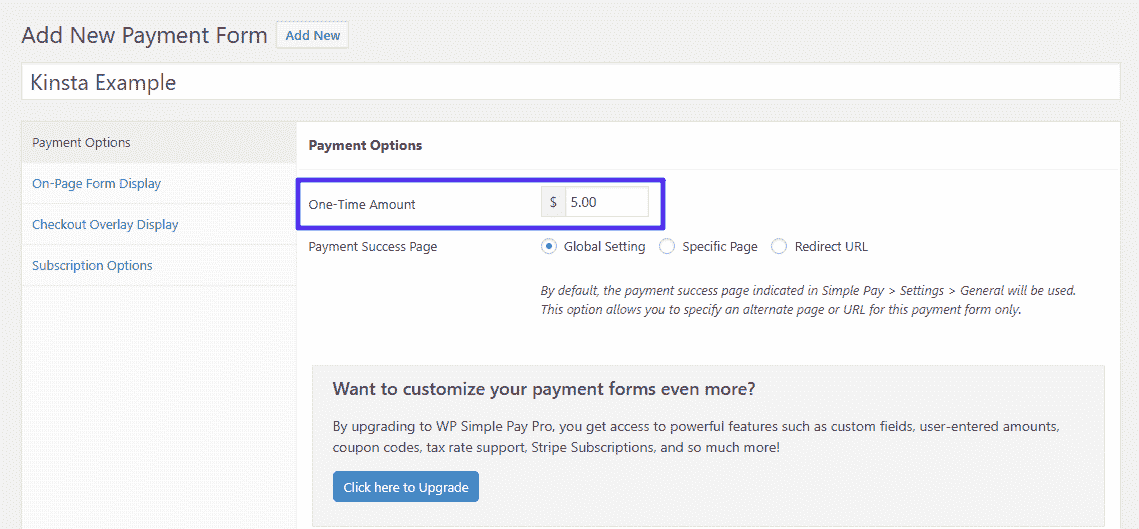 Add New Payment Form
Add New
Kinsta Example
Payment Options
On-Page Form Display
Checkout Overlay Display
Subscription Options
Payment Options
One-Time Amount
$ 5.00
Payment Success Page
Global Setting
Specific Page
Redirect URL
By default, the payment success page indicated in Simple Pay > Settings > General will be used.
This option allows you to specify an alternate page or URL for this payment form only.
Want to customize your payment forms even more?
By upgrading to WP Simple Pay Pro, you get access to powerful features such as custom fields, user-entered amounts,
coupon codes, tax rate support, Stripe Subscriptions, and so much more!
Click here to Upgrade